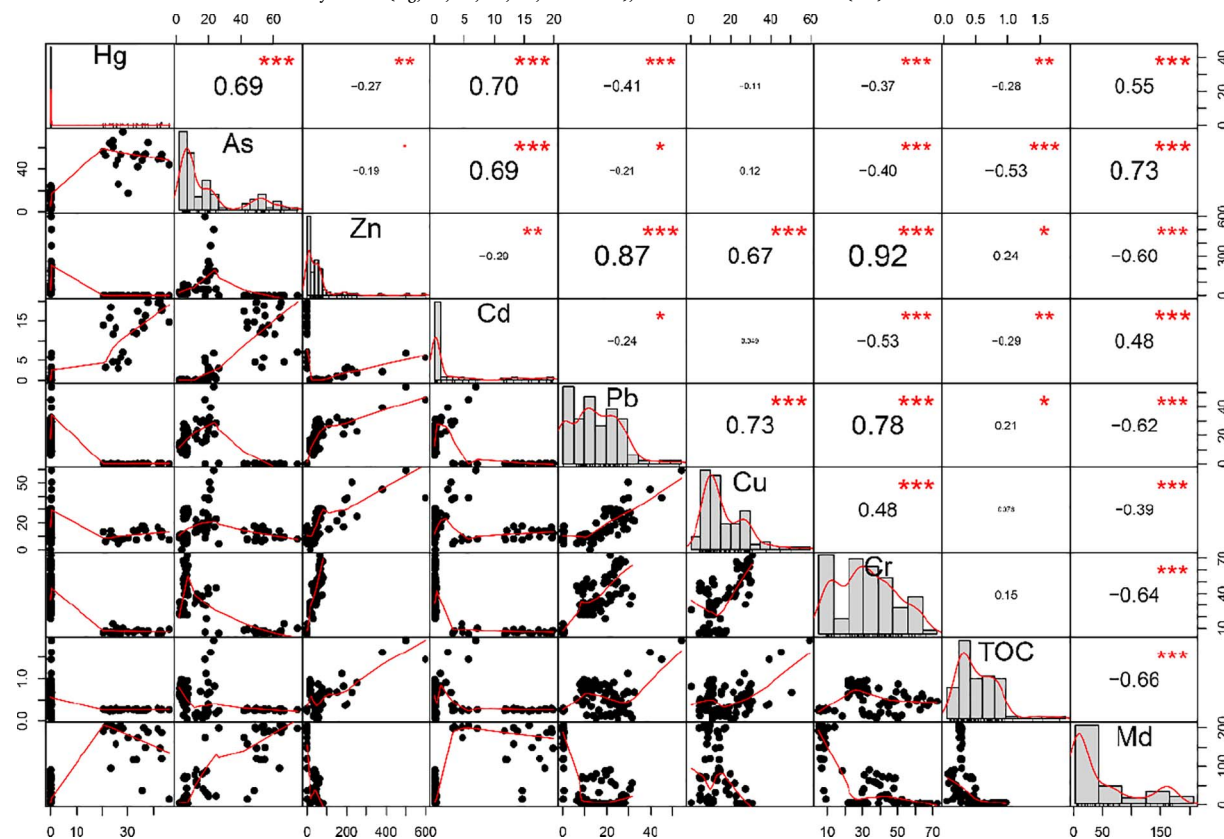 0 20 60 0 5 10 15 20 0 20 40 60 0.0 0.5 1.0 1.5
Hg *** ** *** *** *** ** *** 40
0.69 −0.27 0.70 −0.41 −0.11 −0.37 −0.28 0.55 20
0
As *** * *** *** ***
40 −0.19 0.69 −0.21 0.12 −0.40 −0.53 0.73
0
Zn ** *** *** *** * *** 600
0.87 0.67 0.92 0.24 −0.60 300
0
15 Cd * *** ** ***
5 −0.24 −0.53 −0.29 0.48
0
Pb *** *** * *** 40
0.73 0.78 0.21 −0.62 20
0
50 Cu *** ***
20 0.48 0.078 −0.39
0
Cr *** 70
0.15 −0.64 40
10
TOC ***
1.0 −0.66
0.0
Md 200
100
0
0 10 30 0 200 400 600 0 20 40 10 30 50 70 0 50 150